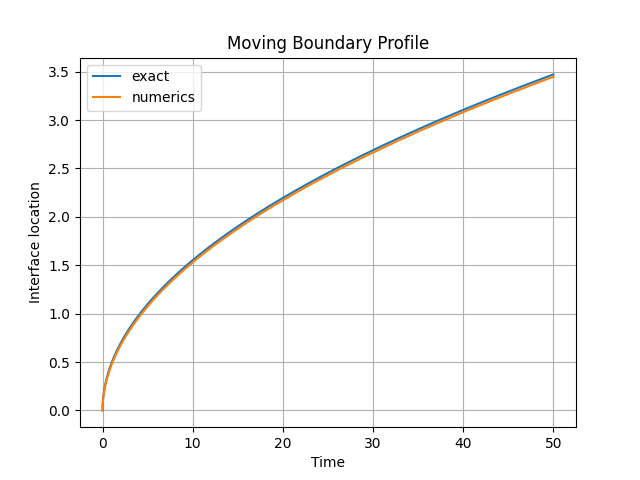 Moving Boundary Profile
exact
numerics
3.5
3.0
2.5
2.0
1.5
1.0
0.5
0.0
Interface location
0 10 20 30 40 50
Time